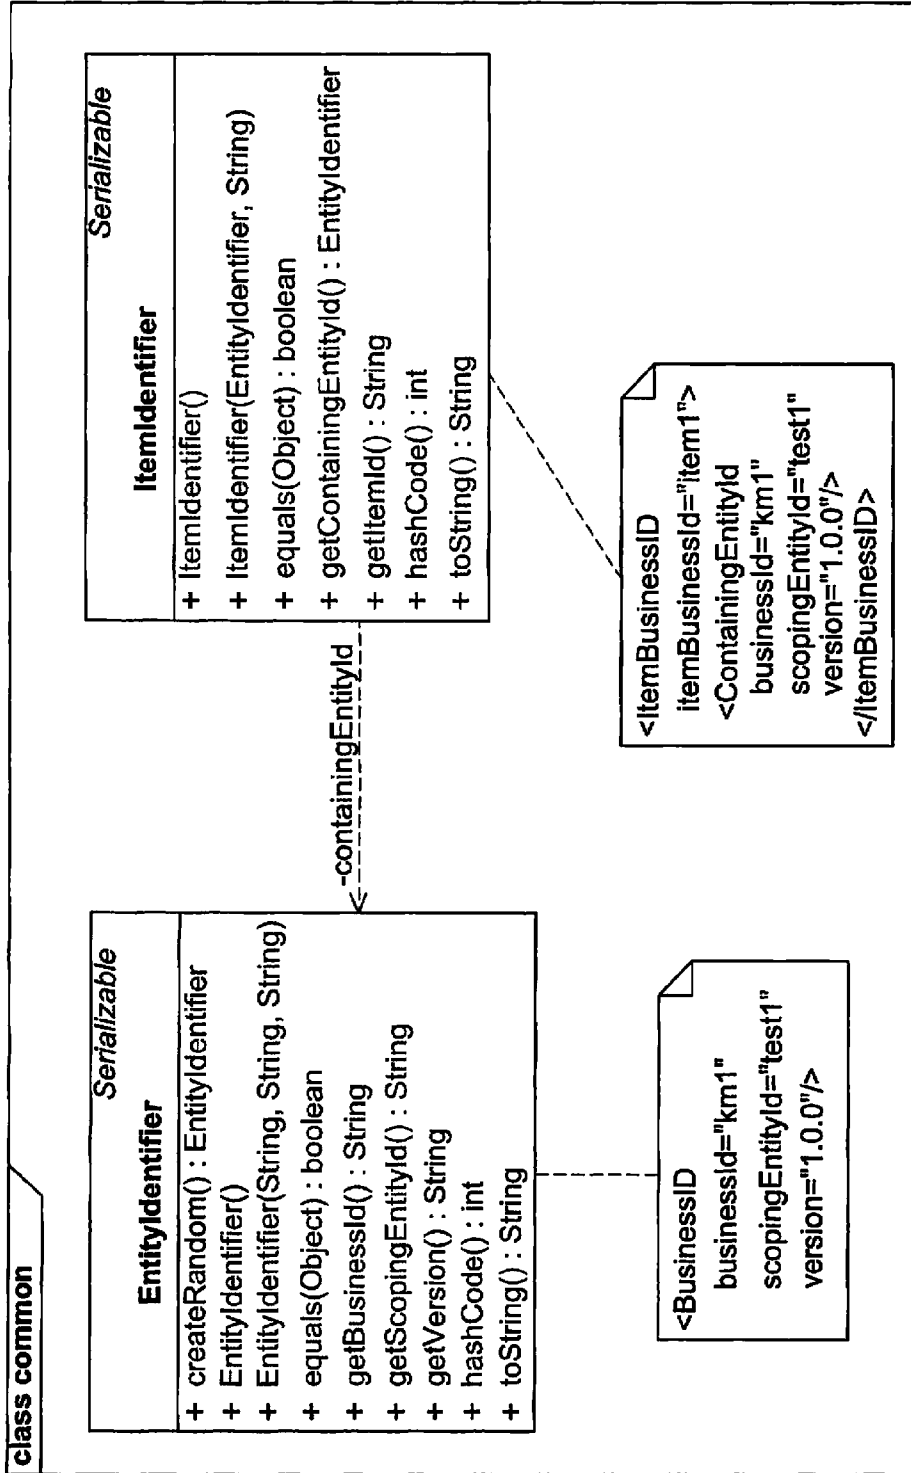 class common
Serializable
EntityIdentifier
+ createRandom() : EntityIdentifier
+ EntityIdentifier()
+ EntityIdentifier(String, String, String)
+ equals(Object) : boolean
+ getBusinessId() : String
+ getScopingEntityId() : String
+ getVersion() : String
+ hashCode() : int
+ toString() : String
-containingEntityId
Serializable
ItemIdentifier
+ ItemIdentifier()
+ ItemIdentifier(EntityIdentifier, String)
+ equals(Object) : boolean
+ getContainingEntityId() : EntityIdentifier
+ getItemId() : String
+ hashCode() : int
+ toString() : String
<BusinessID
businessId="km1"
scopingEntityId="test1"
version="1.0.0"/>
<ItemBusinessID
itemBusinessId="item1">
<ContainingEntityId
businessId="km1"
scopingEntityId="test1"
version="1.0.0"/>
</ItemBusinessID>